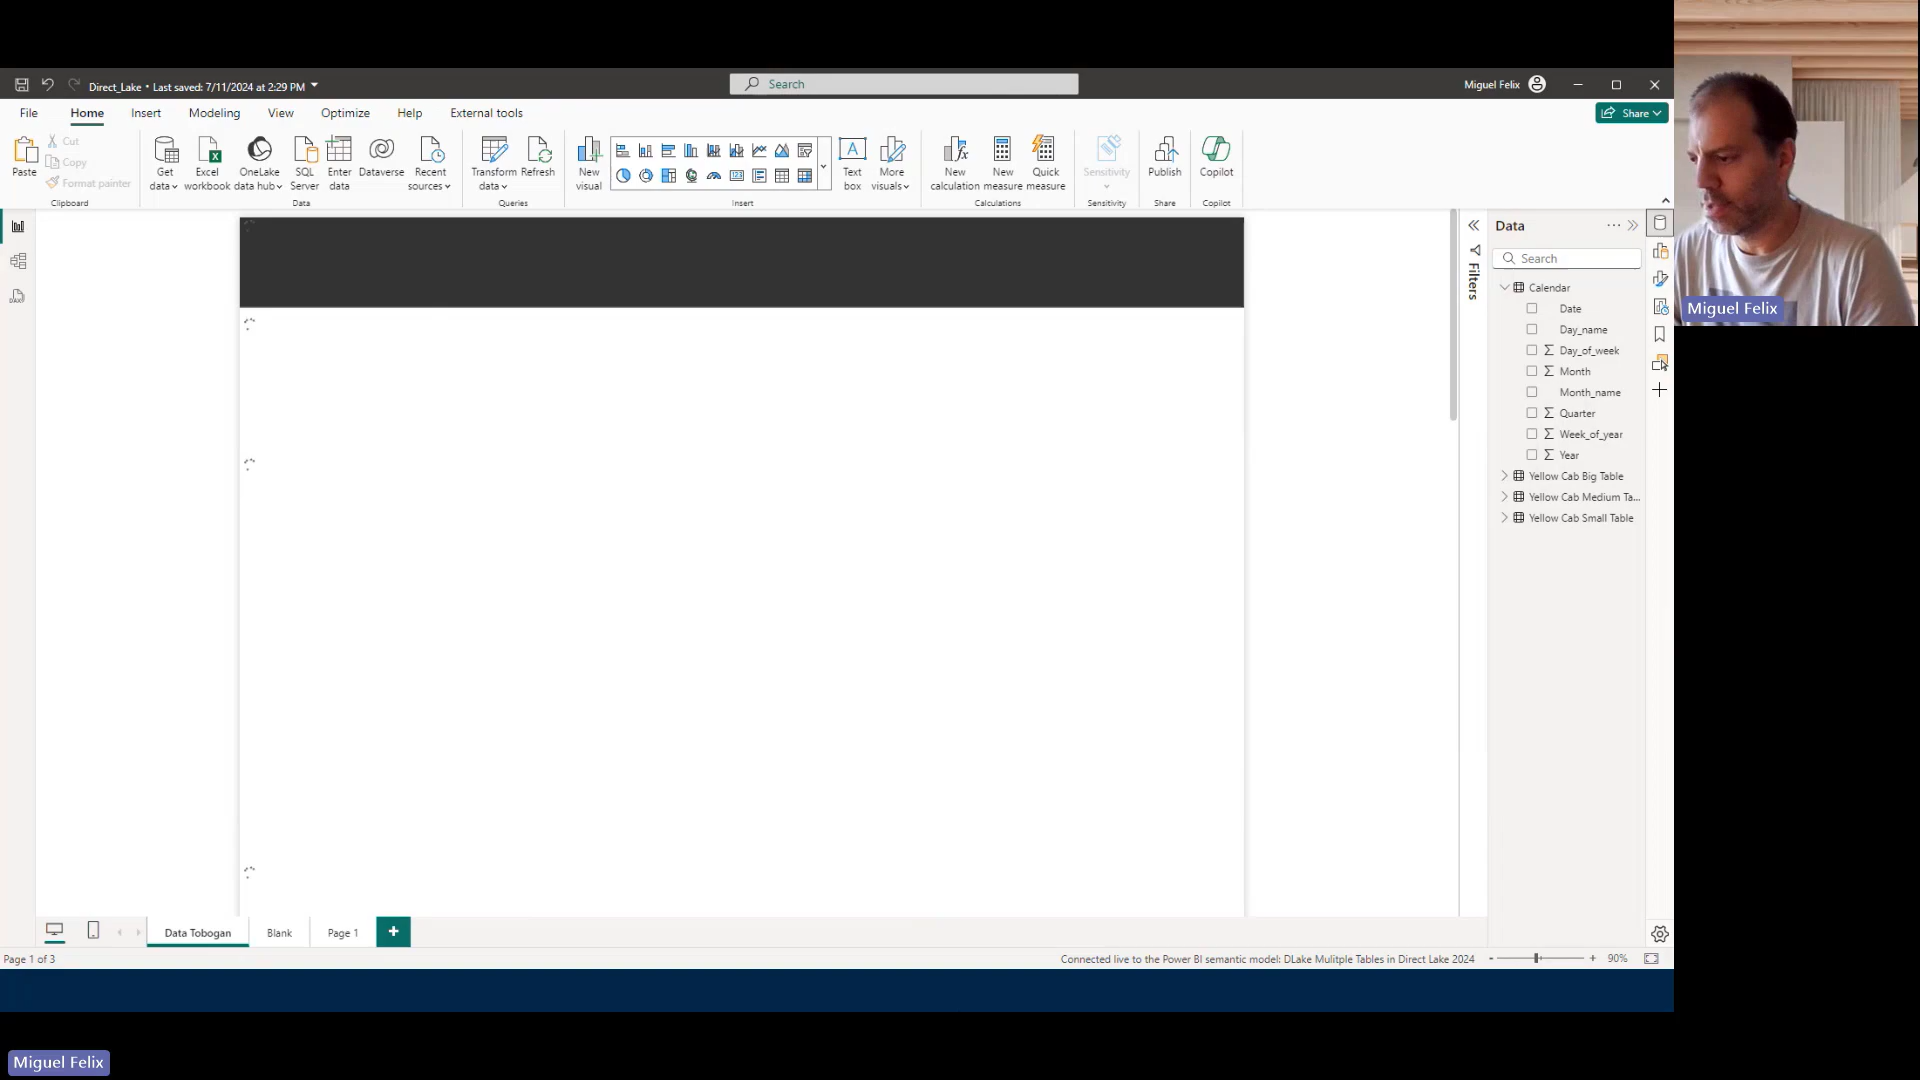 Direct_Lake • Last saved: 7/11/2024 at 2:29 PM
Search
Miguel Felix
File
Home
Insert
Modeling
View
Optimize
Help
External tools
Share
Paste
Cut
Copy
Format painter
Clipboard
Get data
Excel workbook
OneLake data hub
SQL Server
Enter data
Dataverse
Recent sources
Data
Transform data
Refresh
Queries
New visual
Text box
More visuals
Insert
New calculation
New measure
Quick measure
Calculations
Sensitivity
Sensitivity
Publish
Share
Copilot
Copilot
Filters
Data
Search
Calendar
Date
Day_name
Day_of_week
Month
Month_name
Quarter
Week_of_year
Year
Yellow Cab Big Table
Yellow Cab Medium Ta...
Yellow Cab Small Table
Miguel Felix
Data Tobogan
Blank
Page 1
Page 1 of 3
Connected live to the Power BI semantic model: DLake Mulitple Tables in Direct Lake 2024
90%
Miguel Felix